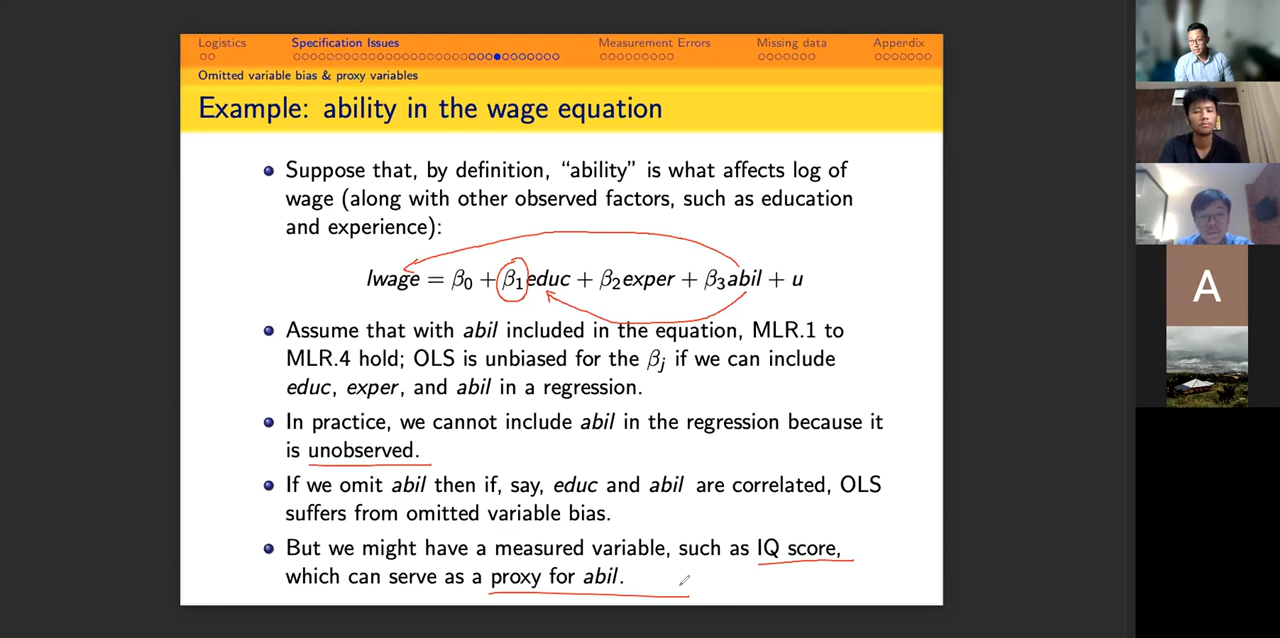 Logistics Specification Issues Measurement Errors Missing data Appendix
Omitted variable bias & proxy variables
Example: ability in the wage equation
Suppose that, by definition, “ability” is what affects log of
wage (along with other observed factors, such as education
and experience):
lwage = β₀ + β₁educ + β₂exper + β₃abil + u
Assume that with abil included in the equation, MLR.1 to
MLR.4 hold; OLS is unbiased for the βⱼ if we can include
educ, exper, and abil in a regression.
In practice, we cannot include abil in the regression because it
is unobserved.
If we omit abil then if, say, educ and abil are correlated, OLS
suffers from omitted variable bias.
But we might have a measured variable, such as IQ score,
which can serve as a proxy for abil.
A